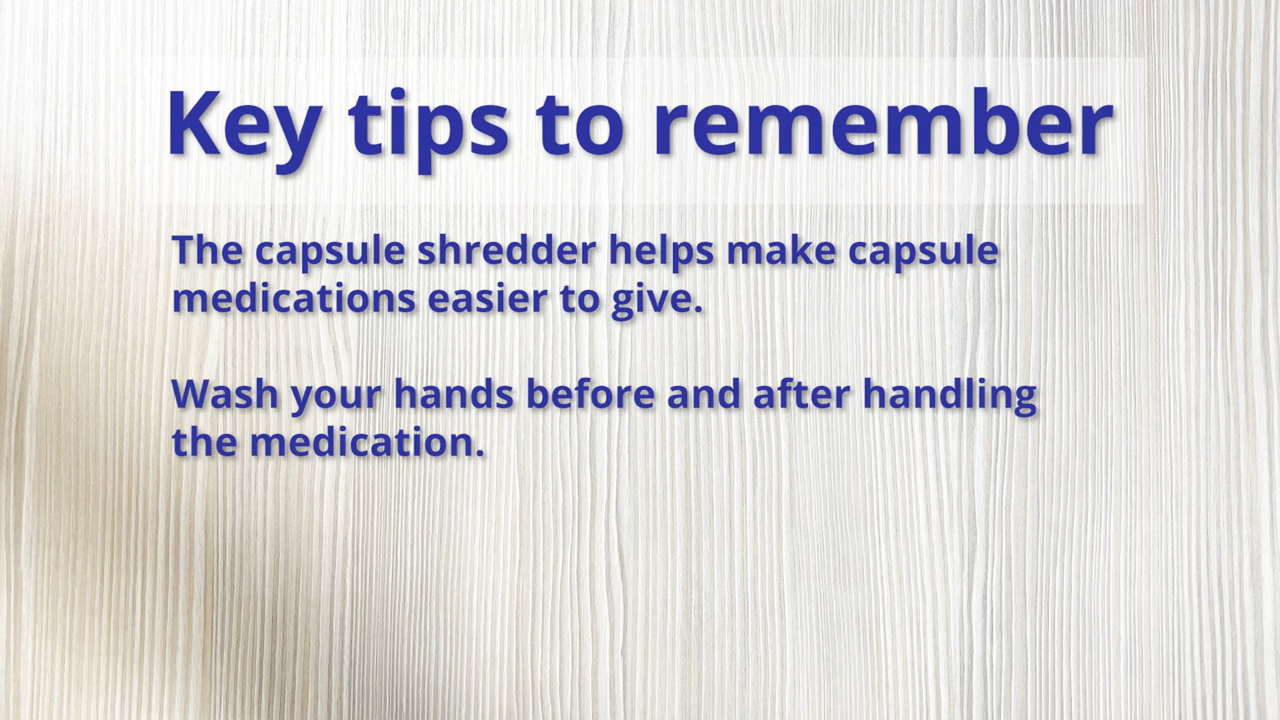 Key tips to remember
The capsule shredder helps make capsule
medications easier to give.
Wash your hands before and after handling
the medication.